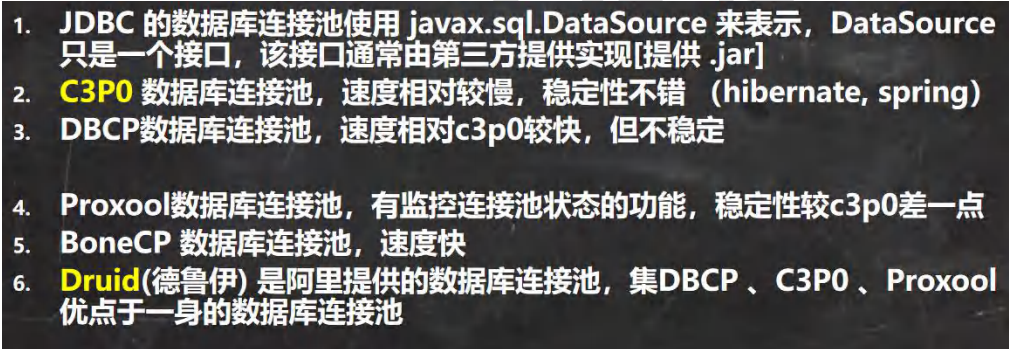 1. JDBC 的数据库连接池使用 javax.sql.DataSource 来表示，DataSource
只是一个接口，该接口通常由第三方提供实现[提供 .jar]
2. C3P0 数据库连接池，速度相对较慢，稳定性不错 （hibernate, spring）
3. DBCP数据库连接池，速度相对c3p0较快，但不稳定
4. Proxool数据库连接池，有监控连接池状态的功能，稳定性较c3p0差一点
5. BoneCP 数据库连接池，速度快
6. Druid(德鲁伊) 是阿里提供的数据库连接池，集DBCP 、C3P0 、Proxool
优点于一身的数据库连接池